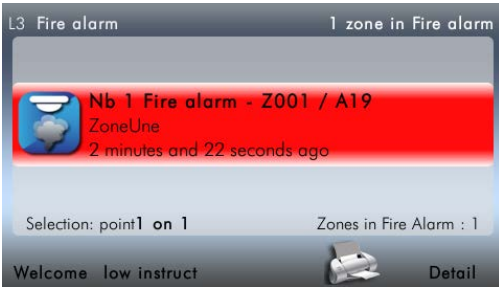 L3 Fire alarm 1 zone in Fire alarm
Nb 1 Fire alarm - Z001 / A19
ZoneUne
2 minutes and 22 seconds ago
Selection: point1 on 1 Zones in Fire Alarm : 1
Welcome low instruct Detail